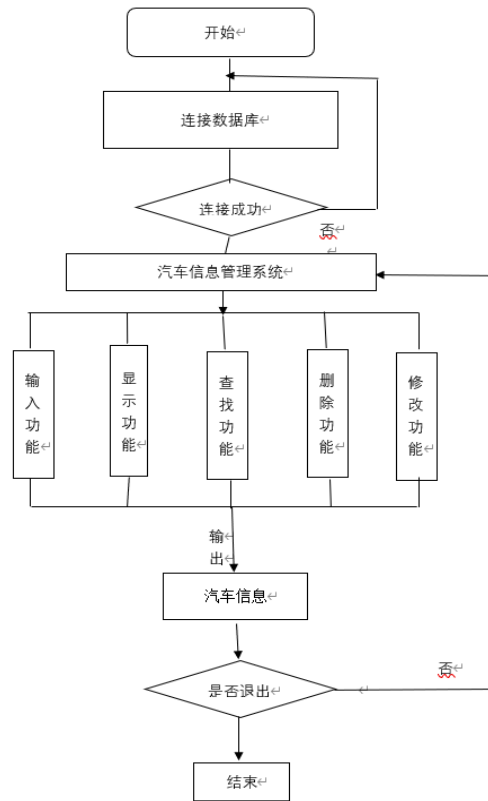 开始
连接数据库
连接成功
否
汽车信息管理系统
输入功能
显示功能
查找功能
删除功能
修改功能
输
出
汽车信息
否
是否退出
结束